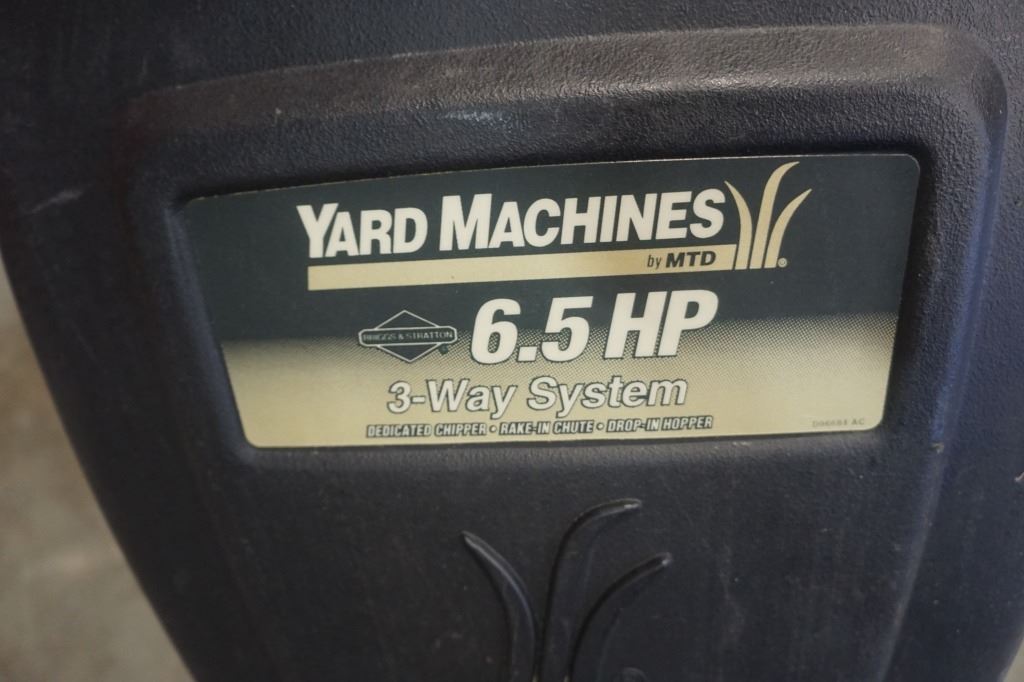 YARD MACHINES
by MTD
®
BRIGGS & STRATTON
6.5 HP
3-Way System
DEDICATED CHIPPER • RAKE-IN CHUTE • DROP-IN HOPPER